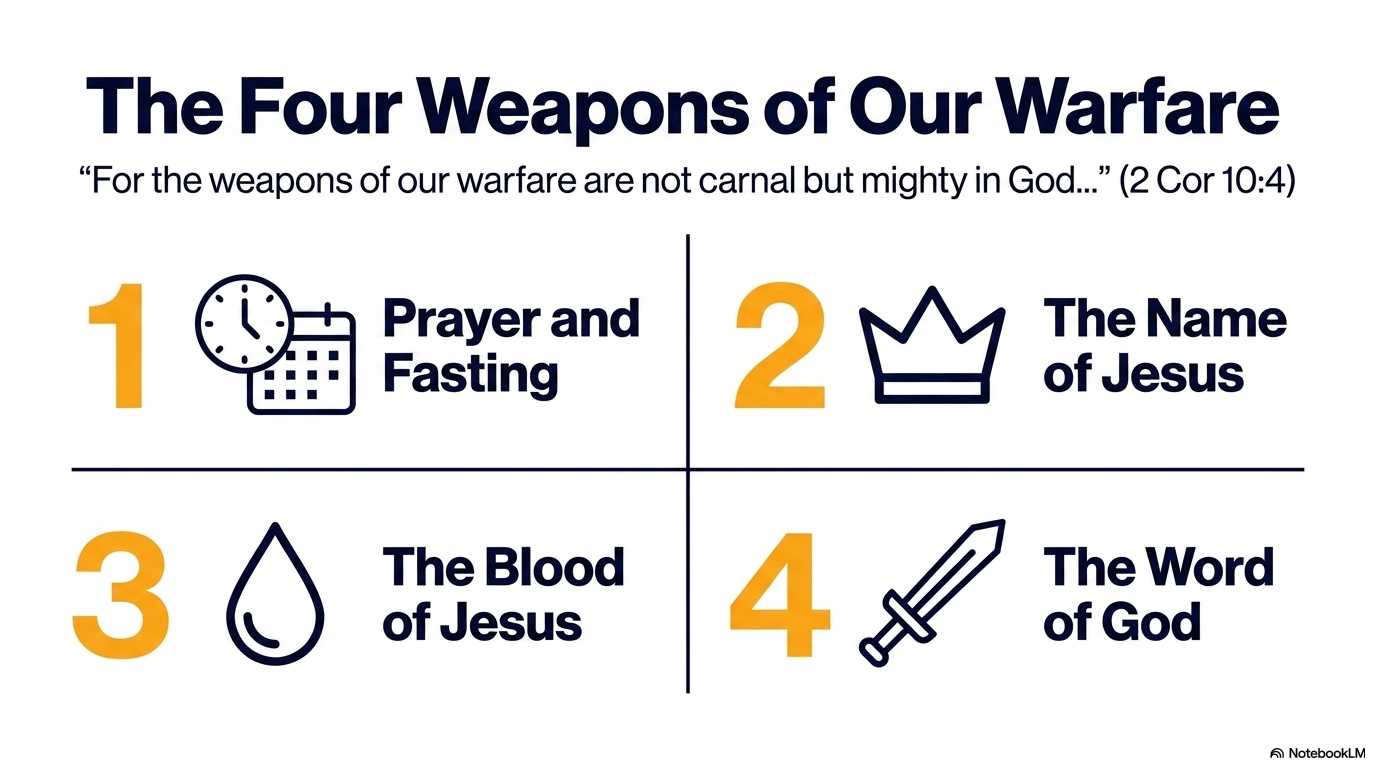 The Four Weapons of Our Warfare
“For the weapons of our warfare are not carnal but mighty in God...” (2 Cor 10:4)
1
Prayer and
Fasting
2
The Name
of Jesus
3
The Blood
of Jesus
4
The Word
of God
NotebookLM